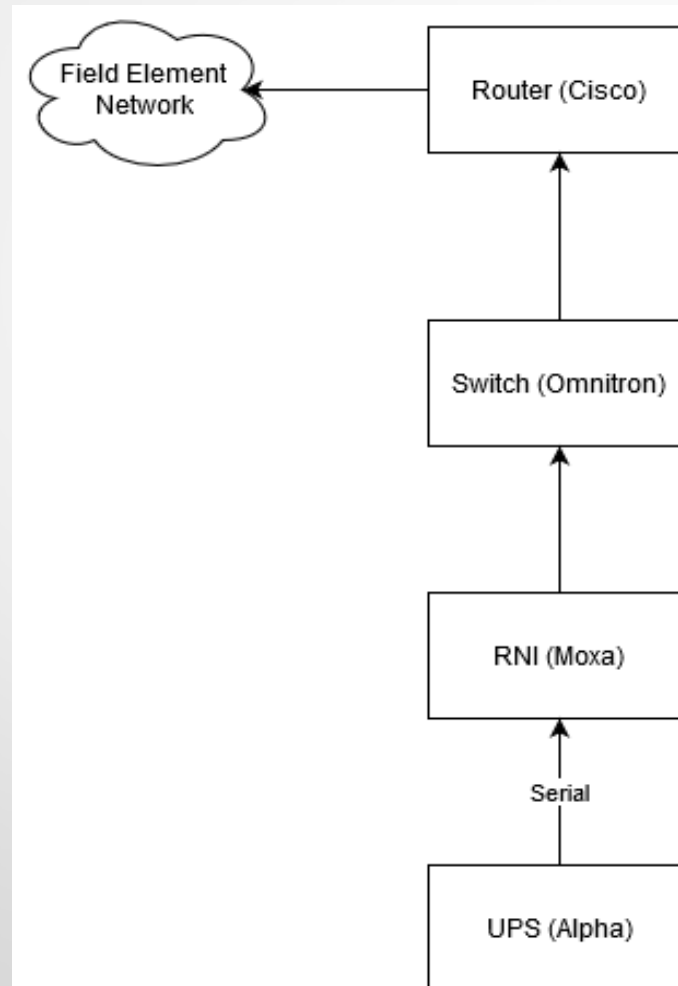 Field Element
Network
Router (Cisco)
Switch (Omnitron)
RNI (Moxa)
Serial
UPS (Alpha)